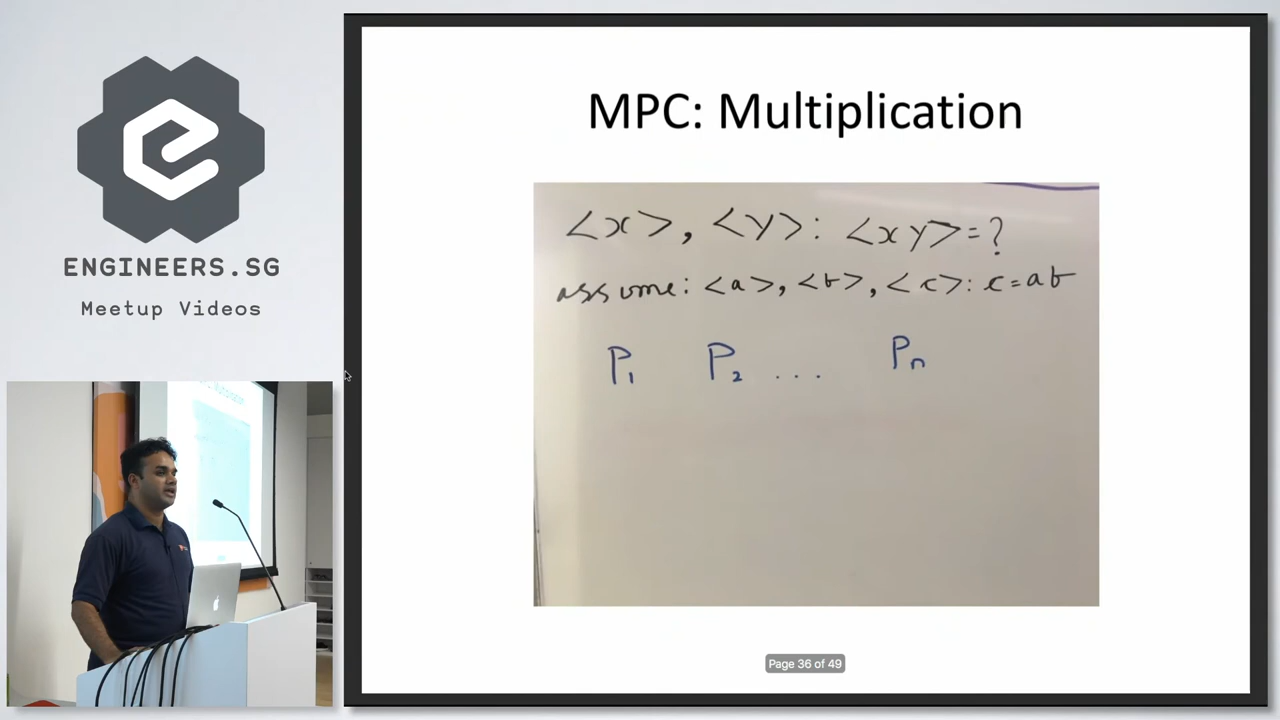 ENGINEERS.SG
Meetup Videos
MPC: Multiplication
<x>, <y>: <xy>=?
assume: <a>, <b>, <c>: c=ab
P1 P2 ... Pn
Page 36 of 49